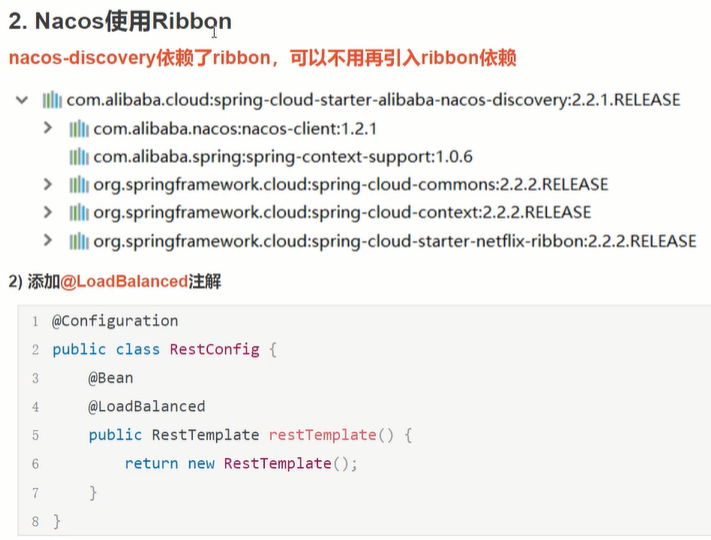 2. Nacos使用Ribbon
nacos-discovery依赖了ribbon，可以不用再引入ribbon依赖
com.alibaba.cloud:spring-cloud-starter-alibaba-nacos-discovery:2.2.1.RELEASE
com.alibaba.nacos:nacos-client:1.2.1
com.alibaba.spring:spring-context-support:1.0.6
org.springframework.cloud:spring-cloud-commons:2.2.2.RELEASE
org.springframework.cloud:spring-cloud-context:2.2.2.RELEASE
org.springframework.cloud:spring-cloud-starter-netflix-ribbon:2.2.2.RELEASE
2) 添加@LoadBalanced注解
1 @Configuration
2 public class RestConfig {
3 @Bean
4 @LoadBalanced
5 public RestTemplate restTemplate() {
6 return new RestTemplate();
7 }
8 }